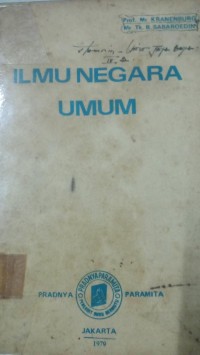 Prof. Mr. R KRANENBURG
Mr. Tk. B. SABAROEDIN
ILMU NEGARA
UMUM
PRADNYA PARAMITA
JAKARTA
1979